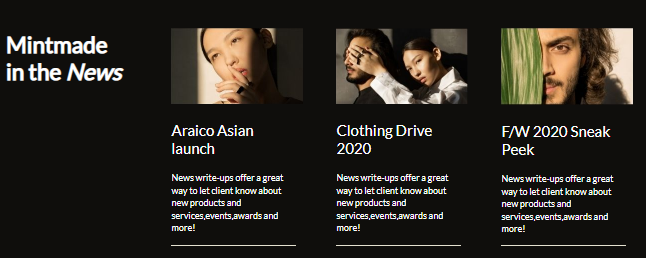 Mintmade
in the News
Araico Asian
launch
News write-ups offer a great
way to let client know about
new products and
services,events,awards and
more!
Clothing Drive
2020
News write-ups offer a great
way to let client know about
new products and
services,events,awards and
more!
F/W 2020 Sneak
Peek
News write-ups offer a great
way to let client know about
new products and
services,events,awards and
more!